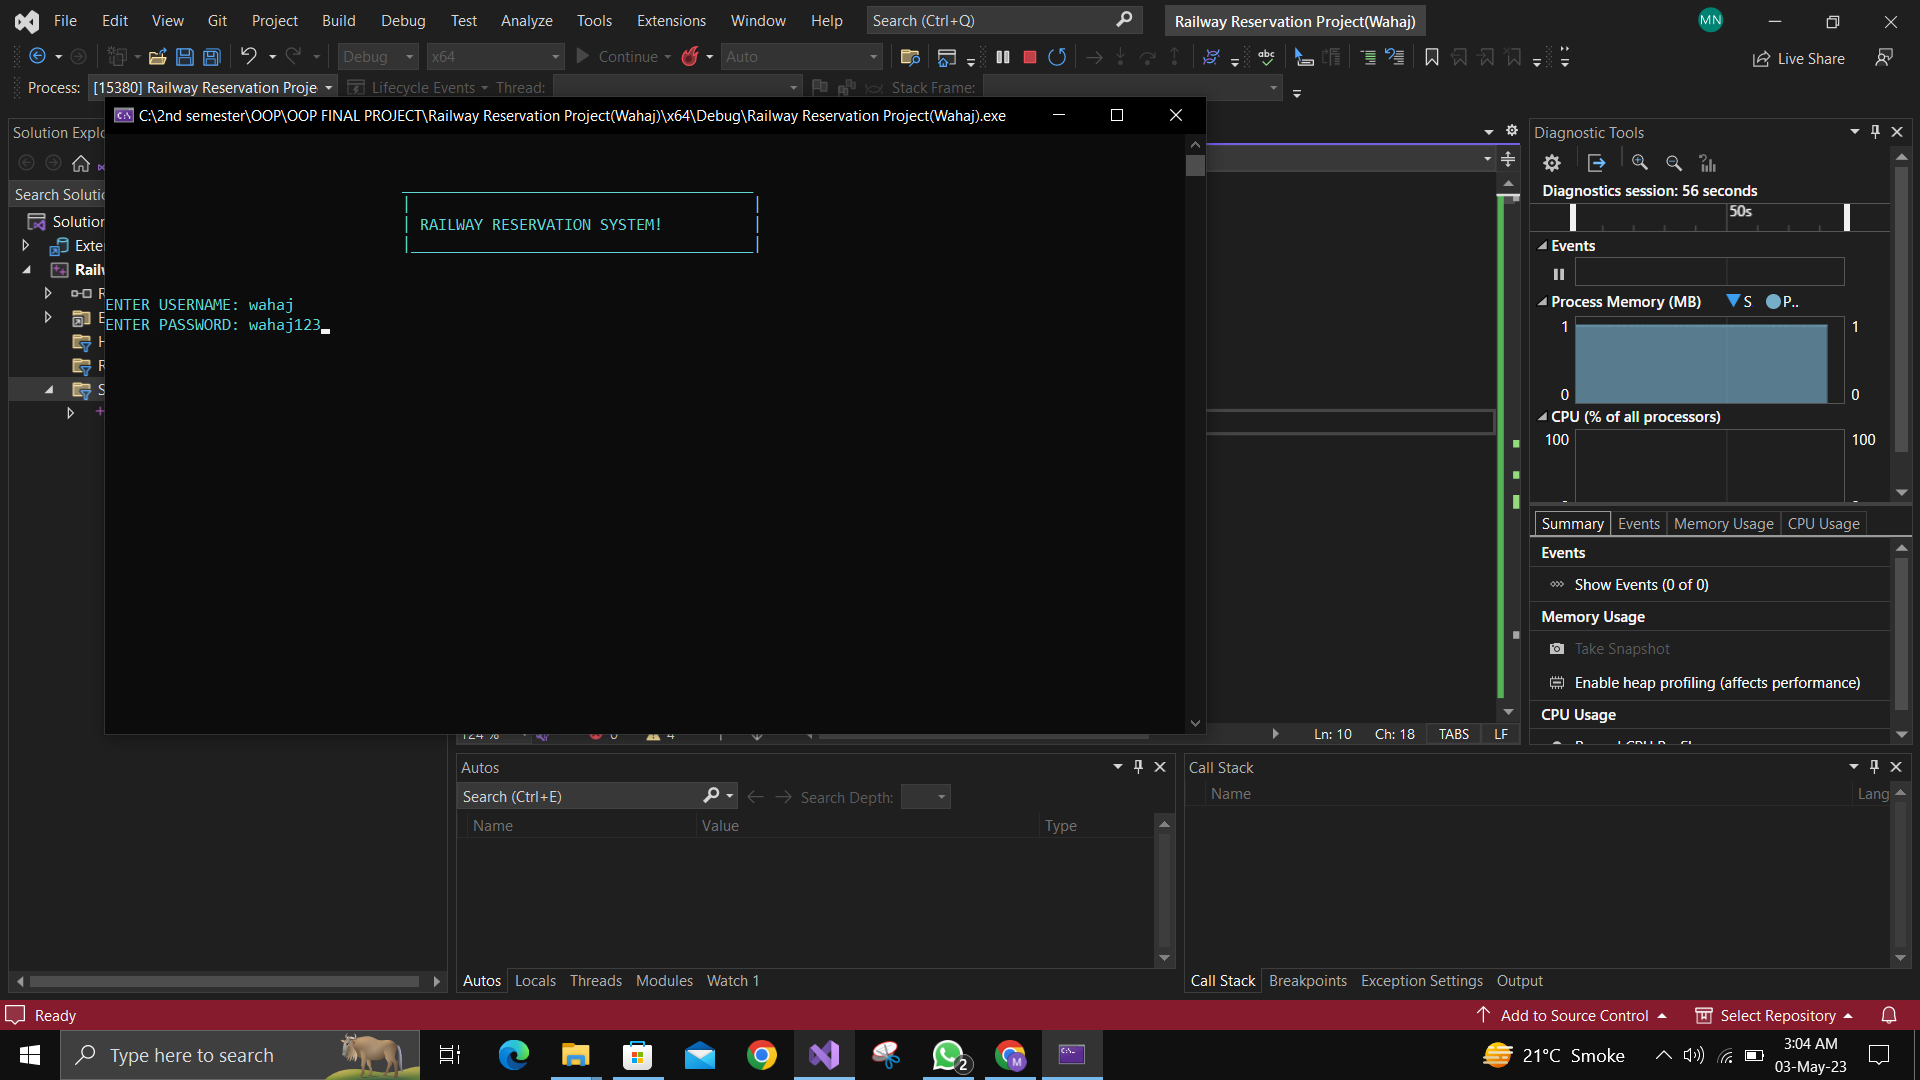 File Edit View Git Project Build Debug Test Analyze Tools Extensions Window Help Search (Ctrl+Q) Railway Reservation Project(Wahaj) MN
Debug x64 Continue Auto Live Share
Process: [15380] Railway Reservation Proje Lifecycle Events Thread: Stack Frame:
C:\2nd semester\OOP\OOP FINAL PROJECT\Railway Reservation Project(Wahaj)\x64\Debug\Railway Reservation Project(Wahaj).exe
RAILWAY RESERVATION SYSTEM!
ENTER USERNAME: wahaj
ENTER PASSWORD: wahaj123
Solution Explo
Search Solutio
Solution
Exte
Railw
Diagnostic Tools
Diagnostics session: 56 seconds
50s
Events
Process Memory (MB) S P..
1 1
0 0
CPU (% of all processors)
100 100
Summary Events Memory Usage CPU Usage
Events
Show Events (0 of 0)
Memory Usage
Take Snapshot
Enable heap profiling (affects performance)
CPU Usage
124 % 0 4 Ln: 10 Ch: 18 TABS LF
Autos
Search (Ctrl+E) Search Depth:
Name Value Type
Autos Locals Threads Modules Watch 1
Call Stack
Name Lang
Call Stack Breakpoints Exception Settings Output
Ready Add to Source Control Select Repository
Type here to search 2 M 21°C Smoke 3:04 AM
03-May-23